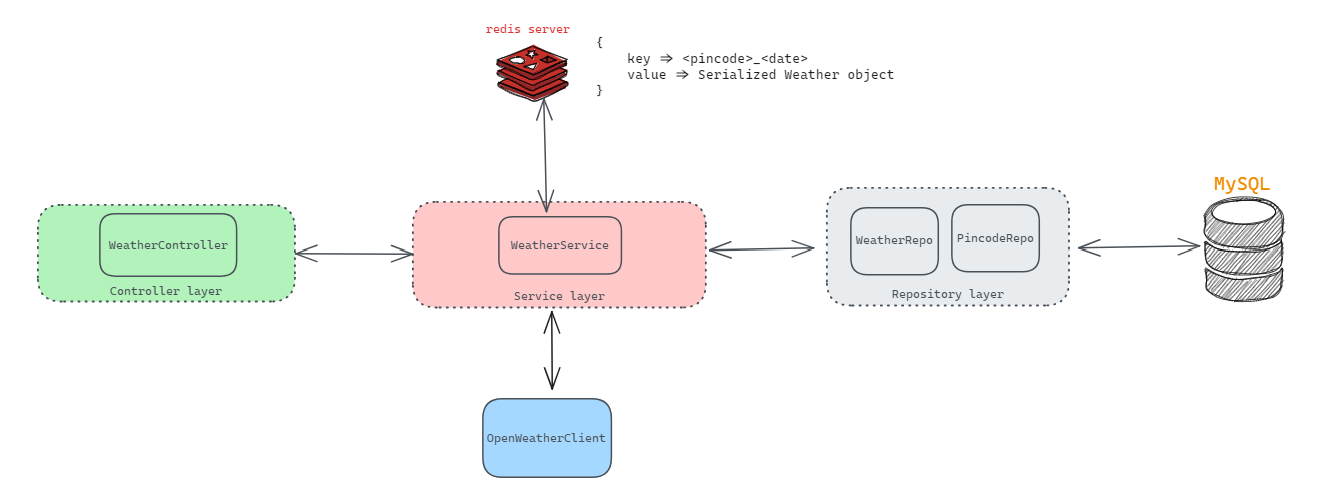 redis server
{
key => <pincode>_<date>
value => Serialized Weather object
}
MySQL
WeatherController
Controller layer
WeatherService
Service layer
WeatherRepo
PincodeRepo
Repository layer
OpenWeatherClient